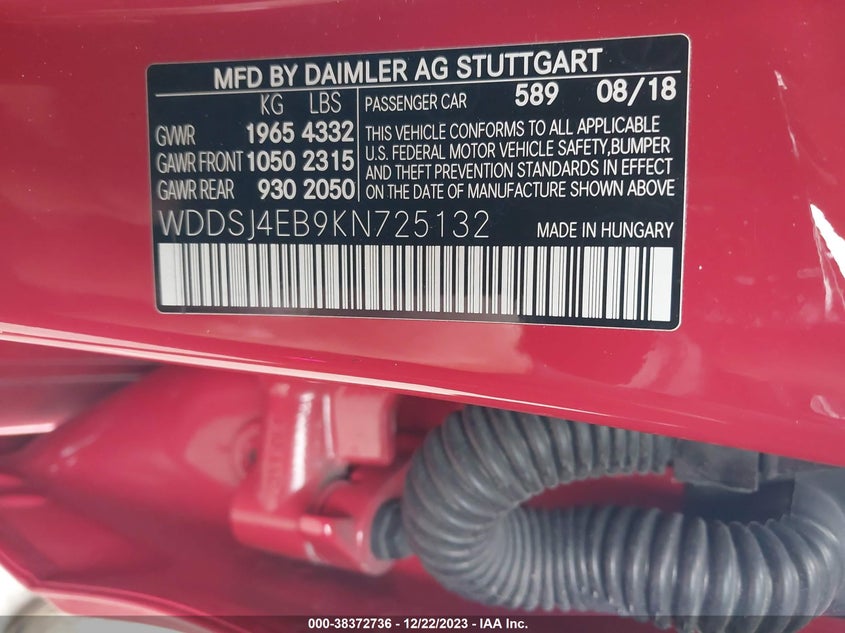 MFD BY DAIMLER AG STUTTGART
KG LBS
GVWR 1965 4332
GAWR FRONT 1050 2315
GAWR REAR 930 2050
PASSENGER CAR 589 08/18
THIS VEHICLE CONFORMS TO ALL APPLICABLE
U.S. FEDERAL MOTOR VEHICLE SAFETY,BUMPER
AND THEFT PREVENTION STANDARDS IN EFFECT
ON THE DATE OF MANUFACTURE SHOWN ABOVE
WDDSJ4EB9KN725132 MADE IN HUNGARY
000-38372736 - 12/22/2023 - IAA Inc.